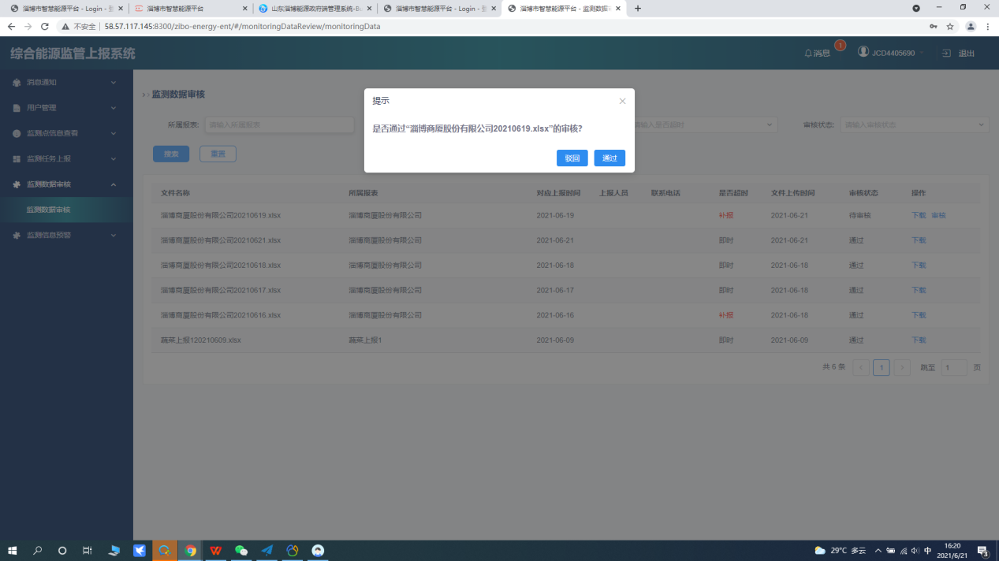 淄博市智慧能源平台 - Login - 淄博市智慧能源平台 山东淄博能源政府端管理系统-Bu 淄博市智慧能源平台 - Login - 淄博市智慧能源平台 - 监测数据
不安全 58.57.117.145:8300/zibo-energy-ent/#/monitoringDataReview/monitoringData
综合能源监管上报系统 消息 1 JCD4405690 退出
消息通知
用户管理
监测点信息查看
监测任务上报
监测数据审核
监测数据审核
监测信息预警
监测数据审核
所属报表: 请输入所属报表 请输入是否超时 审核状态: 请输入审核状态
搜索 重置
提示
是否通过“淄博商厦股份有限公司20210619.xlsx”的审核?
驳回 通过
文件名称 所属报表 对应上报时间 上报人员 联系电话 是否超时 文件上传时间 审核状态 操作
淄博商厦股份有限公司20210619.xlsx 淄博商厦股份有限公司 2021-06-19 补报 2021-06-21 待审核 下载 审核
淄博商厦股份有限公司20210621.xlsx 淄博商厦股份有限公司 2021-06-21 即时 2021-06-21 通过 下载
淄博商厦股份有限公司20210618.xlsx 淄博商厦股份有限公司 2021-06-18 即时 2021-06-18 通过 下载
淄博商厦股份有限公司20210617.xlsx 淄博商厦股份有限公司 2021-06-17 即时 2021-06-18 通过 下载
淄博商厦股份有限公司20210616.xlsx 淄博商厦股份有限公司 2021-06-16 补报 2021-06-18 通过 下载
蔬菜上报120210609.xlsx 蔬菜上报1 2021-06-09 即时 2021-06-09 通过 下载
共 6 条 1 跳至 1 页
29°C 多云 中 16:20
2021/6/21 3